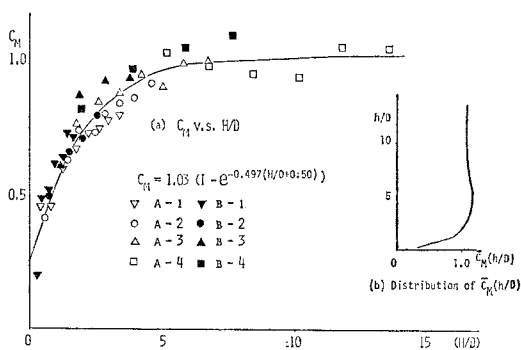 C_M
1.0
0.5
0
5
10
15 (H/D)
(a) C_M v.s. H/D
C_M = 1.03 (1 - e^-0.497(H/D+0.50))
▽ A-1 ▼ B-1
○ A-2 ● B-2
△ A-3 ▲ B-3
□ A-4 ■ B-4
h/D
10
5
0 1.0 C̄_M(h/D)
(b) Distribution of C̄_M(h/D)